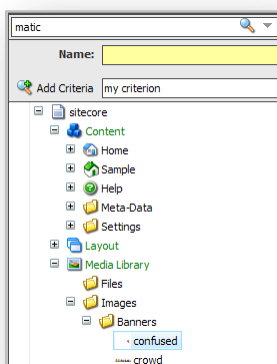 matic
Name:
Add Criteria my criterion
sitecore
Content
Home
Sample
Help
Meta-Data
Settings
Layout
Media Library
Files
Images
Banners
confused
crowd